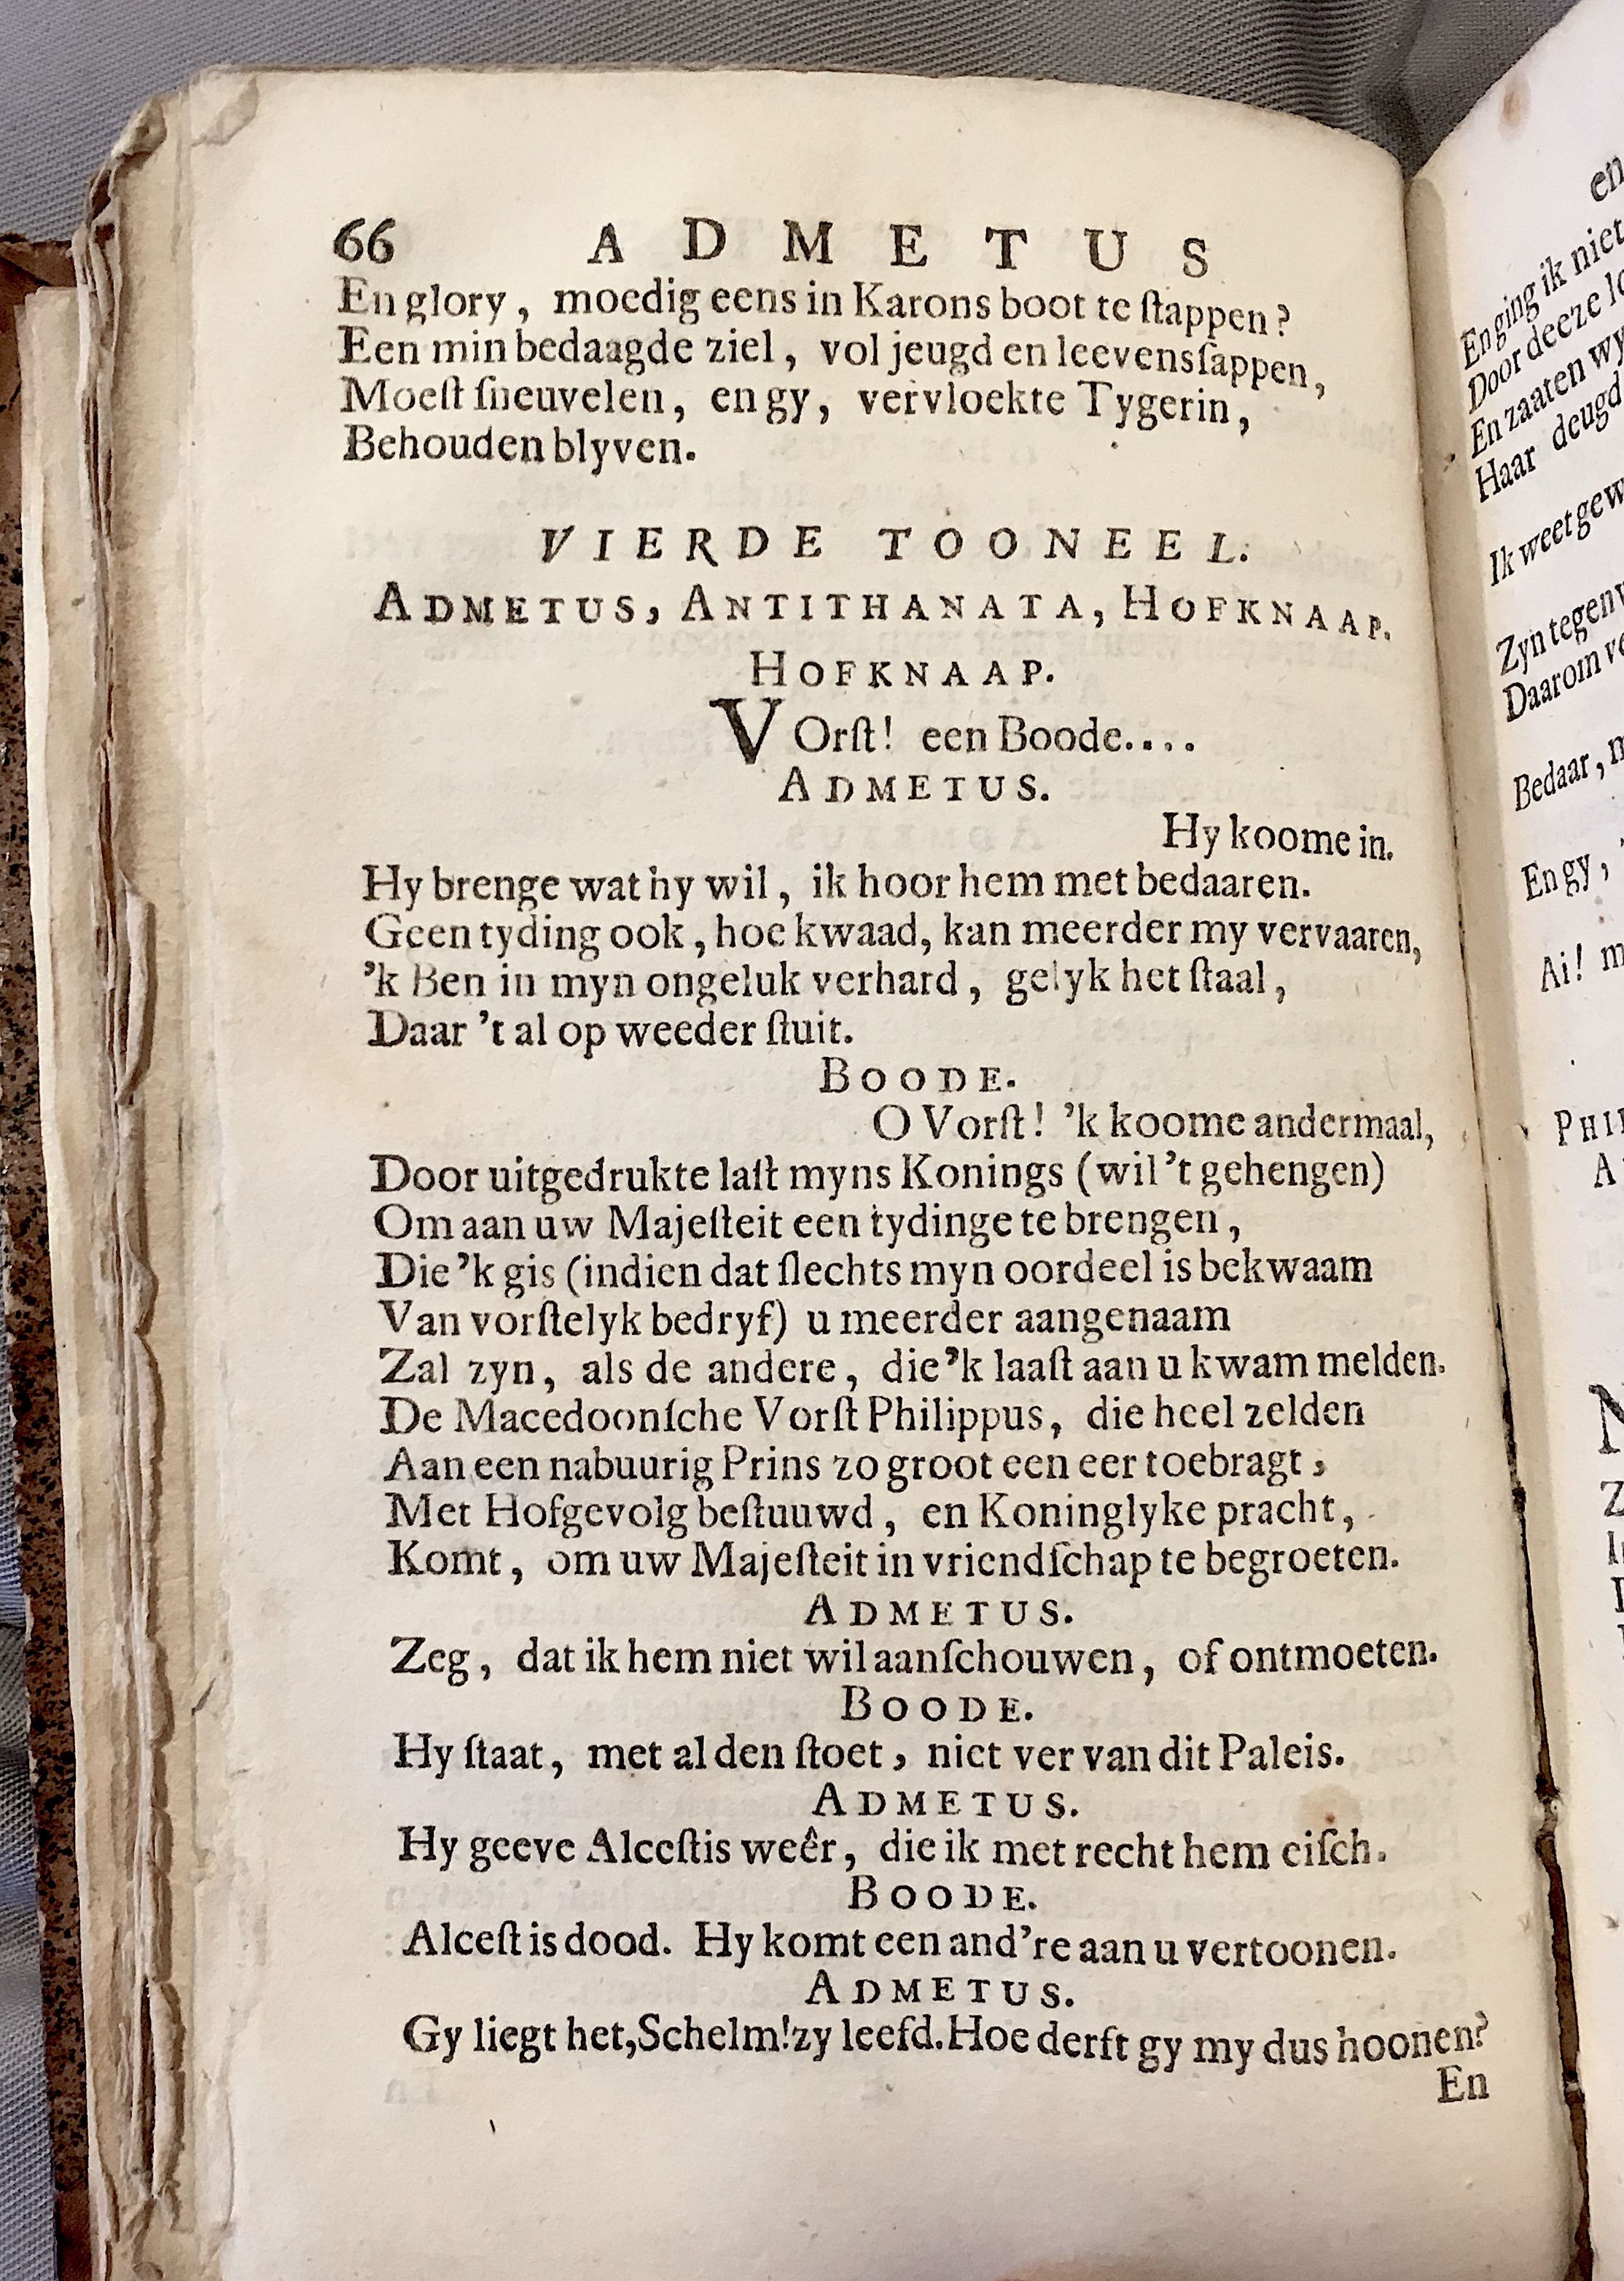 66 ADMETUS
En glory, moedig eens in Karons boot te ſtappen?
Een min bedaagde ziel, vol jeugd en leevensſappen,
Moeſt ſneuvelen, en gy, vervloekte Tygerin,
Behouden blyven.
VIERDE TOONEEL.
ADMETUS, ANTITHANATA, HOFKNAAP.
HOFKNAAP.
VOrſt! een Boode....
ADMETUS.
Hy koome in.
Hy brenge wat hy wil, ik hoor hem met bedaaren.
Geen tyding ook, hoe kwaad, kan meerder my vervaaren,
'k Ben in myn ongeluk verhard, gelyk het ſtaal,
Daar 't al op weeder ſtuit.
BOODE.
O Vorſt! 'k koome andermaal,
Door uitgedrukte laſt myns Konings (wil 't gehengen)
Om aan uw Majeſteit een tydinge te brengen,
Die 'k gis (indien dat ſlechts myn oordeel is bekwaam
Van vorſtelyk bedryf) u meerder aangenaam
Zal zyn, als de andere, die 'k laaſt aan u kwam melden.
De Macedoonſche Vorſt Philippus, die heel zelden
Aan een nabuurig Prins zo groot een eer toebragt,
Met Hofgevolg beſtuuwd, en Koninglyke pracht,
Komt, om uw Majeſteit in vriendſchap te begroeten.
ADMETUS.
Zeg, dat ik hem niet wil aanſchouwen, of ontmoeten.
BOODE.
Hy ſtaat, met al den ſtoet, niet ver van dit Paleis.
ADMETUS.
Hy geeve Alceſtis weêr, die ik met recht hem eiſch.
BOODE.
Alceſt is dood. Hy komt een and're aan u vertoonen.
ADMETUS.
Gy liegt het, Schelm! zy leefd. Hoe derft gy my dus hoonen?
En
en
En ging ik niet
Door deeze
En zaaten
Haar deugd
Ik weet
Zyn
Daarom
Bedaar,
En gy,
Ai!